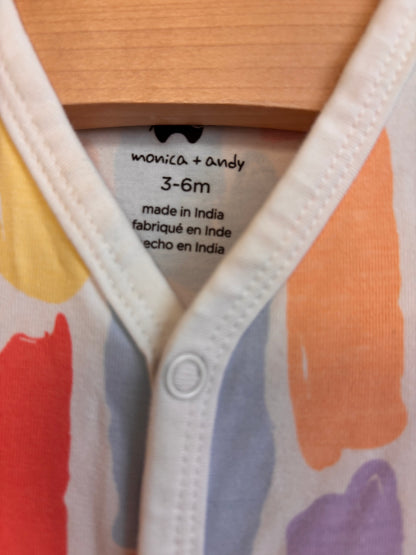 monica + andy
3-6m
made in India
fabriqué en Inde
echo en India